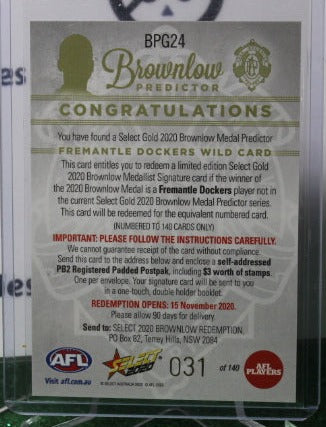 BPG24
Brownlow
PREDICTOR
CONGRATULATIONS
You have found a Select Gold 2020 Brownlow Medal Predictor
FREMANTLE DOCKERS WILD CARD
This card entitles you to redeem a limited edition Select Gold
2020 Brownlow Medallist Signature card if the winner of
the 2020 Brownlow Medal is a Fremantle Dockers player not in
the current Select Gold 2020 Brownlow Medal Predictor series.
This card will be redeemed for the equivalent numbered card.
(NUMBERED TO 140 CARDS ONLY)
IMPORTANT: PLEASE FOLLOW THE INSTRUCTIONS CAREFULLY.
We cannot guarantee receipt of the card without compliance.
Send this card to the address below and enclose a self-addressed
PB2 Registered Padded Postpak, including $3 worth of stamps.
One per envelope. Your signature card will be sent to you
in a one-touch, double holder booklet.
REDEMPTION OPENS: 15 November 2020.
Please allow 90 days for delivery.
Send to: SELECT 2020 BROWNLOW REDEMPTION.
PO Box 82, Terrey Hills, NSW 2084
AFL
Visit afl.com.au
SELECT
2020
© SELECT AUSTRALIA 2020 © AFL 2020
031 of 140
AFL
PLAYERS